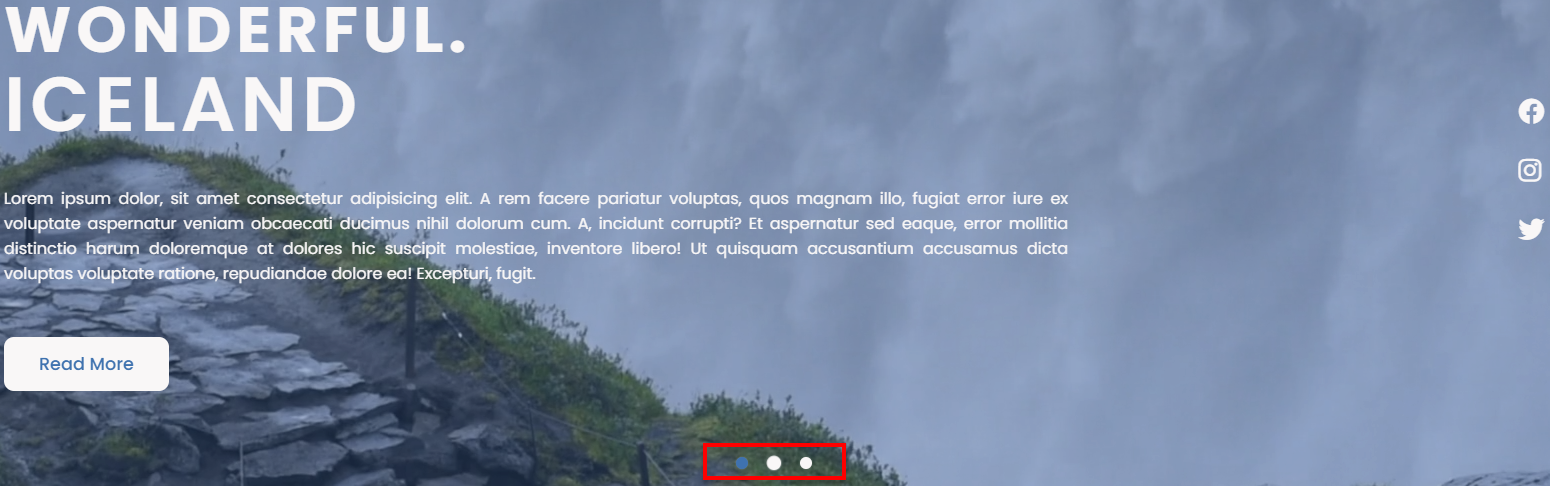 WONDERFUL.
ICELAND
Lorem ipsum dolor, sit amet consectetur adipisicing elit. A rem facere pariatur voluptas, quos magnam illo, fugiat error iure ex
voluptate aspernatur veniam obcaecati ducimus nihil dolorum cum. A, incidunt corrupti? Et aspernatur sed eaque, error mollitia
distinctio harum doloremque at dolores hic suscipit molestiae, inventore libero! Ut quisquam accusantium accusamus dicta
voluptas voluptate ratione, repudiandae dolore ea! Excepturi, fugit.
Read More